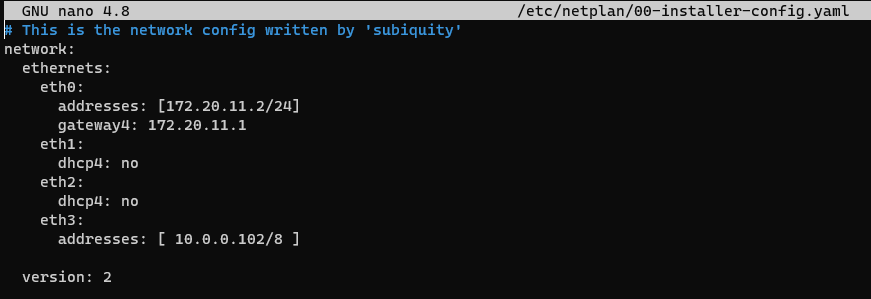 GNU nano 4.8 /etc/netplan/00-installer-config.yaml
# This is the network config written by 'subiquity'
network:
  ethernets:
    eth0:
      addresses: [172.20.11.2/24]
      gateway4: 172.20.11.1
    eth1:
      dhcp4: no
    eth2:
      dhcp4: no
    eth3:
      addresses: [ 10.0.0.102/8 ]
  version: 2